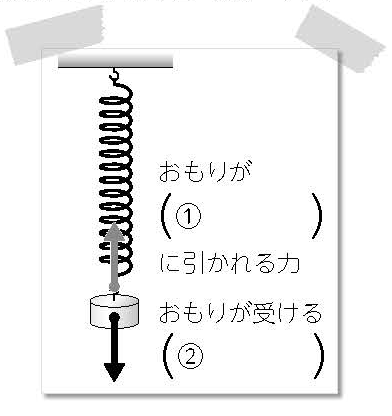 おもりが
(①　　　)
に引かれる力
おもりが受ける
(②　　　)